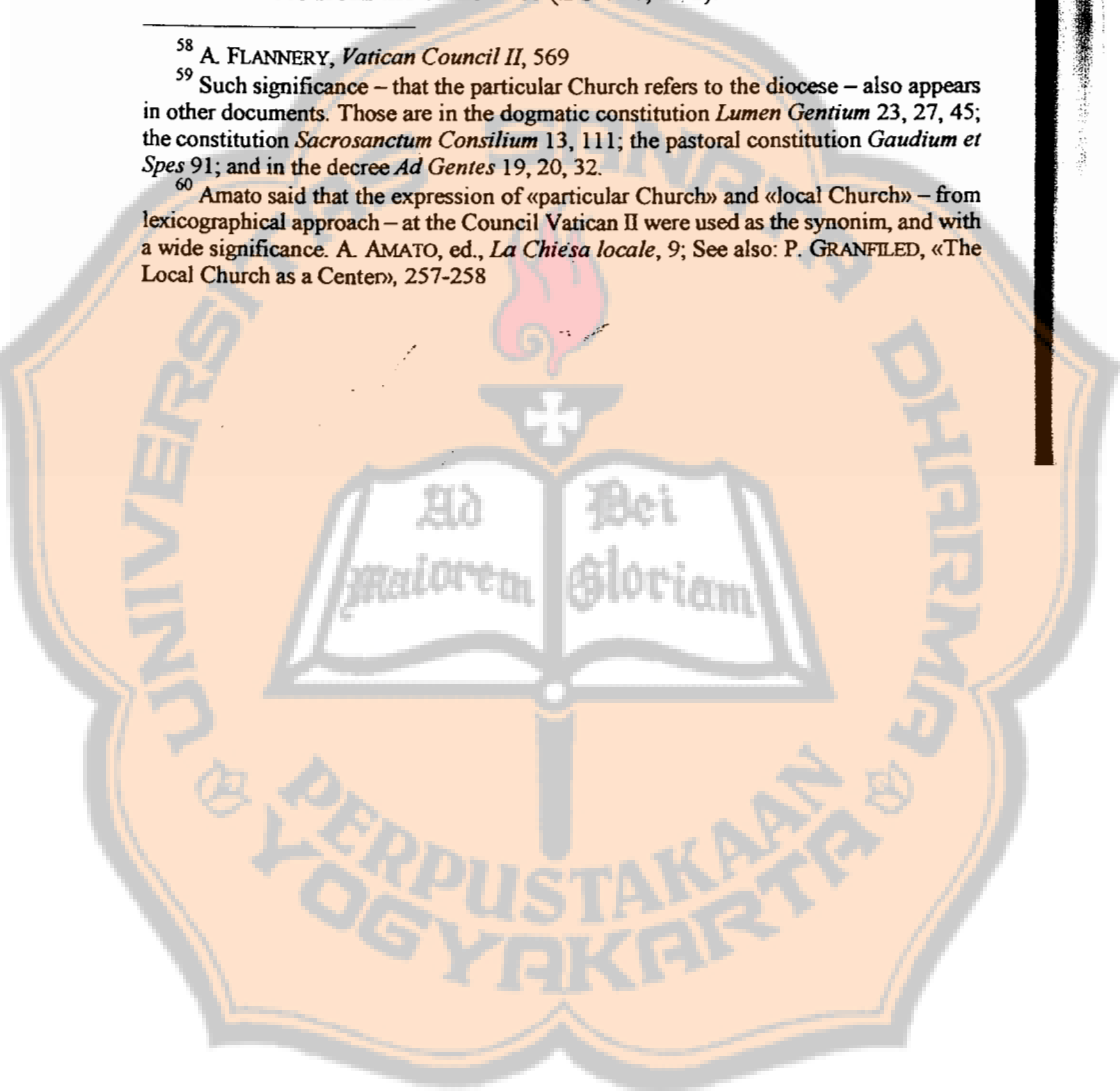 58 A. FLANNERY, Vatican Council II, 569
59 Such significance – that the particular Church refers to the diocese – also appears
in other documents. Those are in the dogmatic constitution Lumen Gentium 23, 27, 45;
the constitution Sacrosanctum Consilium 13, 111; the pastoral constitution Gaudium et
Spes 91; and in the decree Ad Gentes 19, 20, 32.
60 Amato said that the expression of «particular Church» and «local Church» – from
lexicographical approach – at the Council Vatican II were used as the synonim, and with
a wide significance. A. AMATO, ed., La Chiesa locale, 9; See also: P. GRANFILED, «The
Local Church as a Center», 257-258
UNIVERSITAS SANATA DHARMA
Ad Dei
maiorem Gloriam
PERPUSTAKAAN
YOGYAKARTA